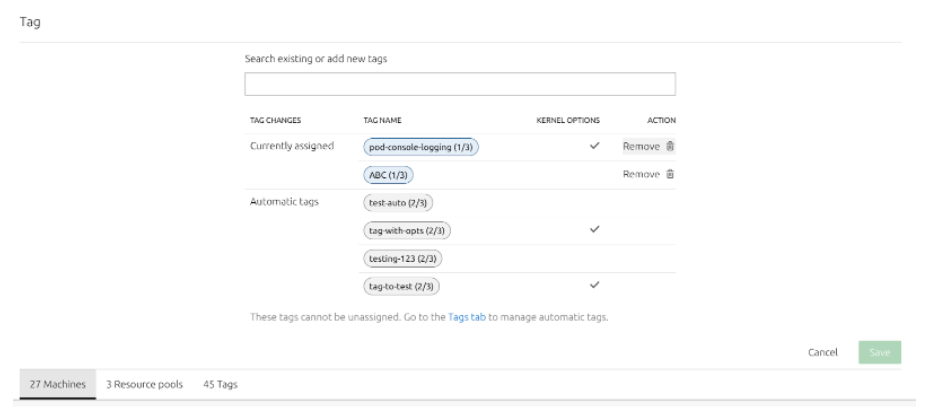 Tag
Search existing or add new tags
TAG CHANGES TAG NAME KERNEL OPTIONS ACTION
Currently assigned pod-console-logging (1/3) Remove
ABC (1/3) Remove
Automatic tags test-auto (2/3)
tag-with-opts (2/3)
testing-123 (2/3)
tag-to-test (2/3)
These tags cannot be unassigned. Go to the Tags tab to manage automatic tags.
Cancel Save
27 Machines 3 Resource pools 45 Tags